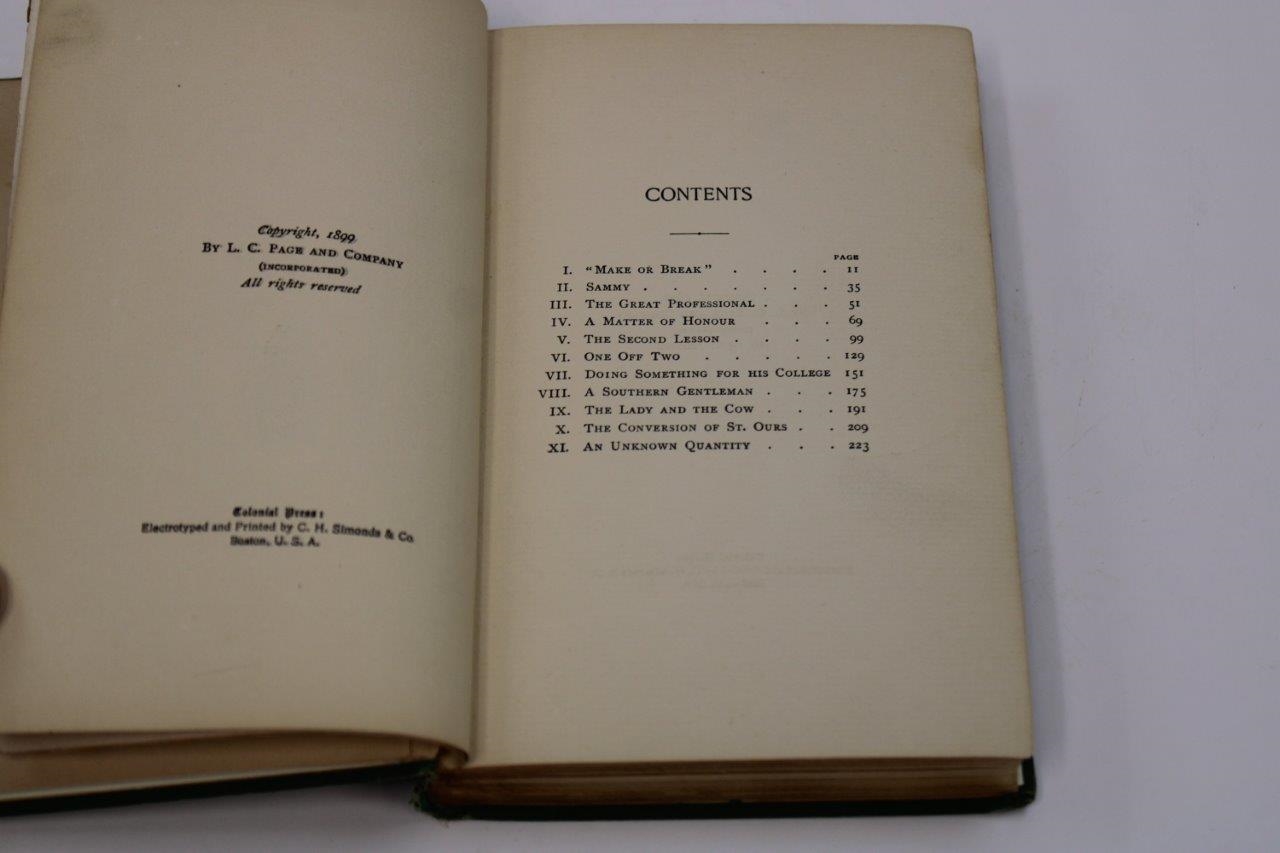 Copyright, 1899
BY L. C. PAGE AND COMPANY
(INCORPORATED)
All rights reserved
Colonial Press:
Electrotyped and Printed by C. H. Simonds & Co.
Boston, U. S. A.
CONTENTS
PAGE
I. "MAKE OR BREAK" . . . . 11
II. SAMMY . . . . . . . 35
III. THE GREAT PROFESSIONAL . . . 51
IV. A MATTER OF HONOUR . . . 69
V. THE SECOND LESSON . . . . 99
VI. ONE OFF TWO . . . . . 129
VII. DOING SOMETHING FOR HIS COLLEGE 151
VIII. A SOUTHERN GENTLEMAN . . . 175
IX. THE LADY AND THE COW . . . 191
X. THE CONVERSION OF ST. OURS . . 209
XI. AN UNKNOWN QUANTITY . . . 223